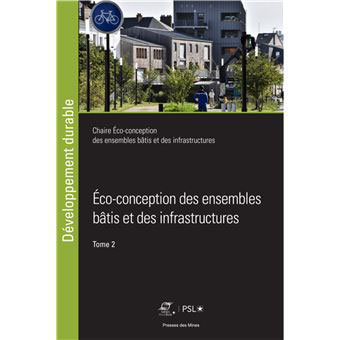 Développement durable
Chaire Éco-conception
des ensembles bâtis et des infrastructures
Éco-conception des ensembles
bâtis et des infrastructures
Tome 2
PSL
Presses des Mines